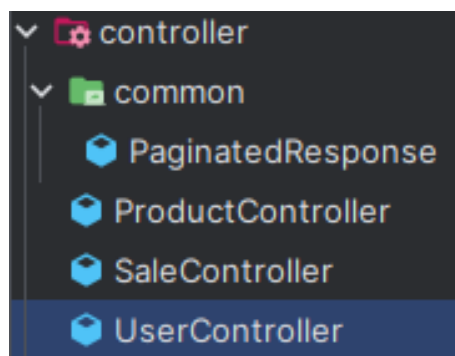 controller
common
PaginatedResponse
ProductController
SaleController
UserController